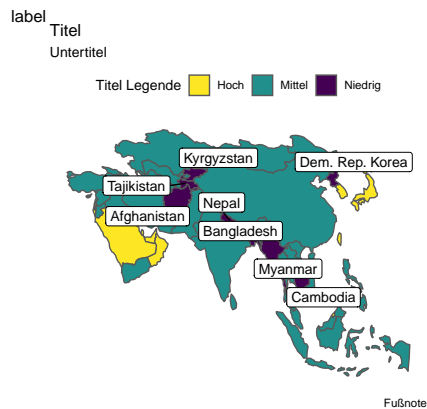 label
Titel
Untertitel
Titel Legende Hoch Mittel Niedrig
Kyrgyzstan
Dem. Rep. Korea
Tajikistan
Nepal
Afghanistan
Bangladesh
Myanmar
Cambodia
Fußnote